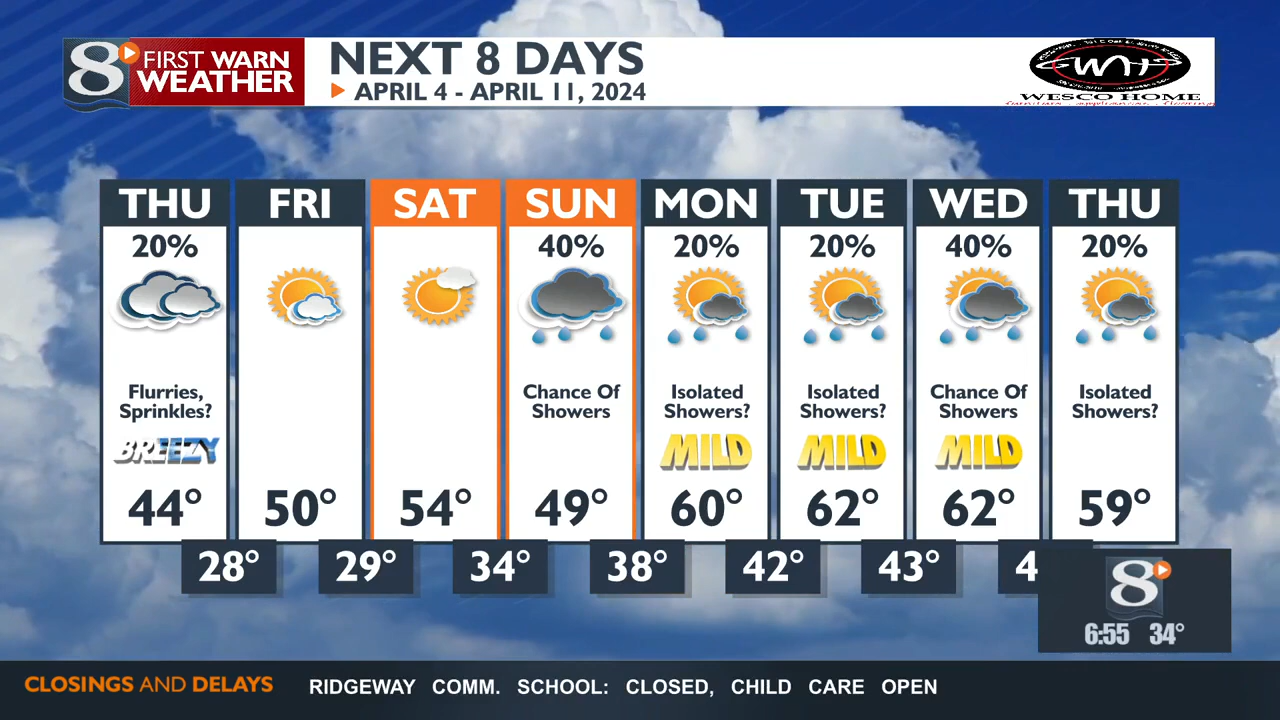 8 FIRST WARN
WEATHER
NEXT 8 DAYS
APRIL 4 - APRIL 11, 2024
WESCO HOME
THU FRI SAT SUN MON TUE WED THU
20% 40% 20% 20% 40% 20%
Flurries, Sprinkles?
Chance Of Showers
Isolated Showers?
Isolated Showers?
Chance Of Showers
Isolated Showers?
BREEZY MILD MILD MILD
44° 50° 54° 49° 60° 62° 62° 59°
28° 29° 34° 38° 42° 43° 4
8
6:55 34°
CLOSINGS AND DELAYS RIDGEWAY COMM. SCHOOL: CLOSED, CHILD CARE OPEN